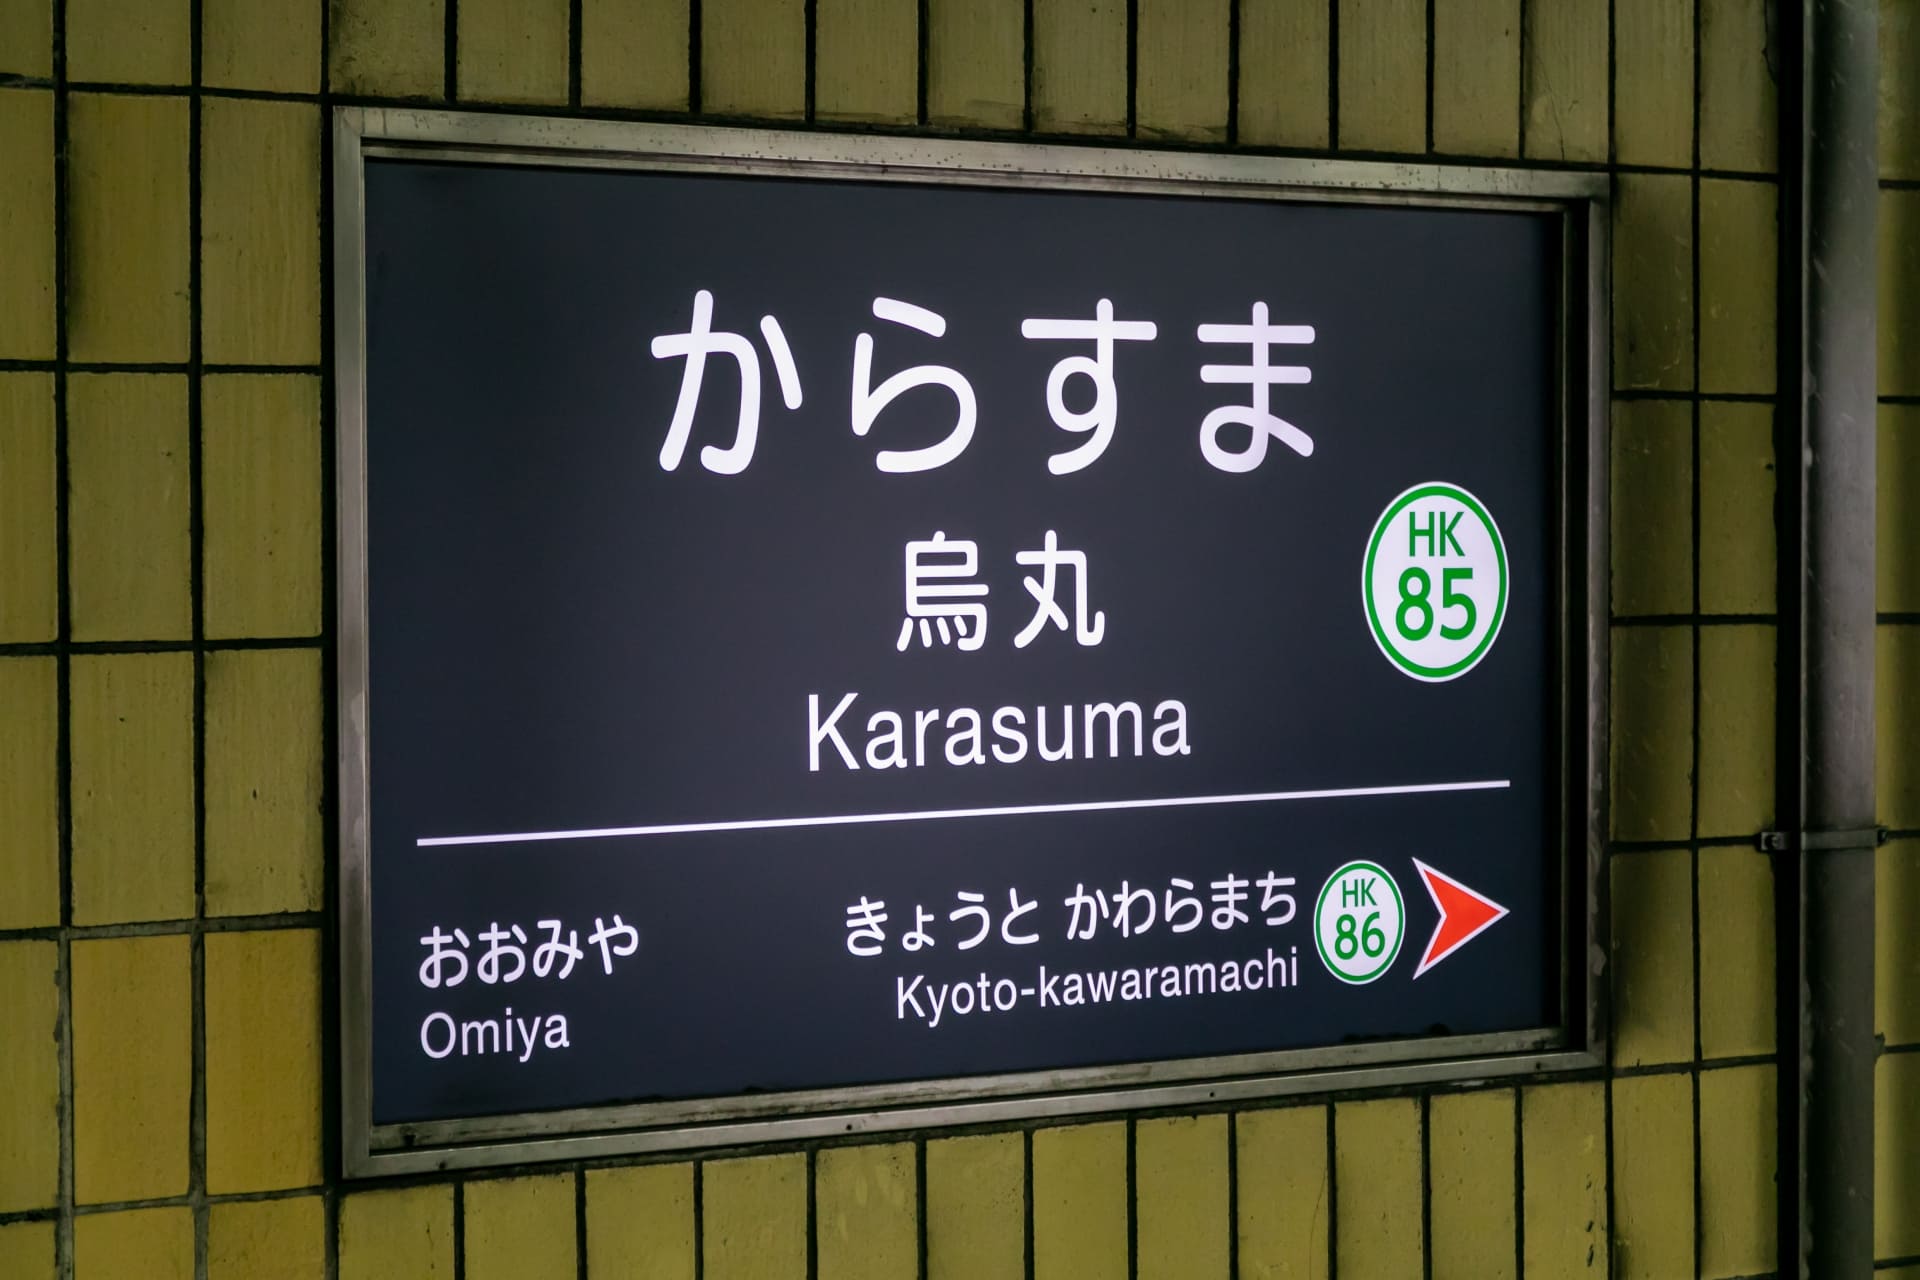 からすま
烏丸
HK
85
Karasuma
おおみや
Omiya
きょうと かわらまち
Kyoto-kawaramachi
HK
86